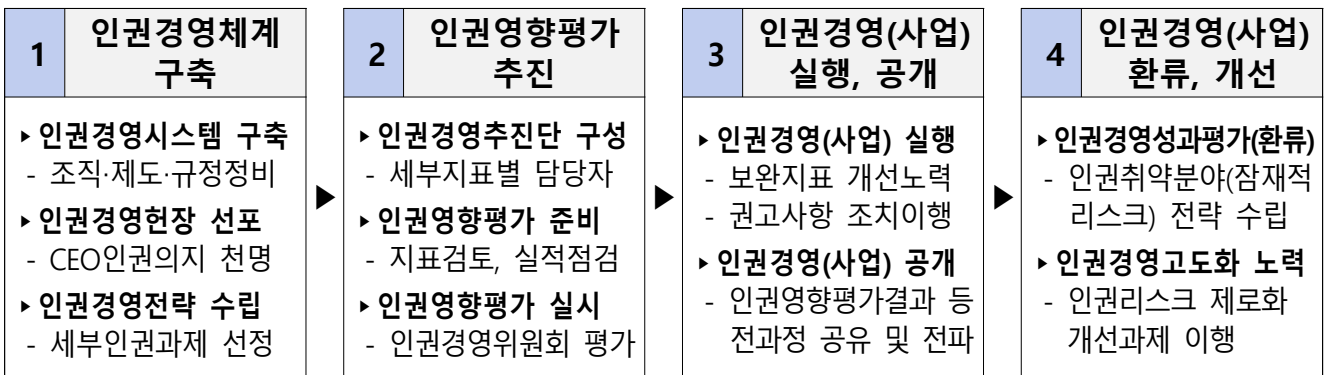 1
인권경영체계
구축
▸인권경영시스템 구축
- 조직·제도·규정정비
▸인권경영헌장 선포
- CEO인권의지 천명
▸인권경영전략 수립
- 세부인권과제 선정
▶
2
인권영향평가
추진
▸인권경영추진단 구성
- 세부지표별 담당자
▸인권영향평가 준비
- 지표검토, 실적점검
▸인권영향평가 실시
- 인권경영위원회 평가
▶
3
인권경영(사업)
실행, 공개
▸인권경영(사업) 실행
- 보완지표 개선노력
- 권고사항 조치이행
▸인권경영(사업) 공개
- 인권영향평가결과 등
전과정 공유 및 전파
▶
4
인권경영(사업)
환류, 개선
▸인권경영성과평가(환류)
- 인권취약분야(잠재적
리스크) 전략 수립
▸인권경영고도화 노력
- 인권리스크 제로화
개선과제 이행